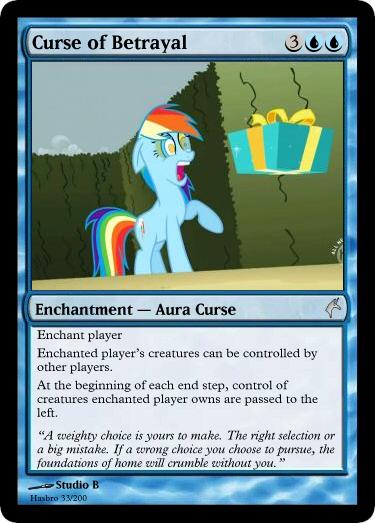 Curse of Betrayal 3
Enchantment — Aura Curse
Enchant player
Enchanted player's creatures can be controlled by
other players.
At the beginning of each end step, control of
creatures enchanted player owns are passed to the
left.
"A weighty choice is yours to make. The right selection or
a big mistake. If a wrong choice you choose to pursue, the
foundations of home will crumble without you."
Studio B
Hasbro 33/200